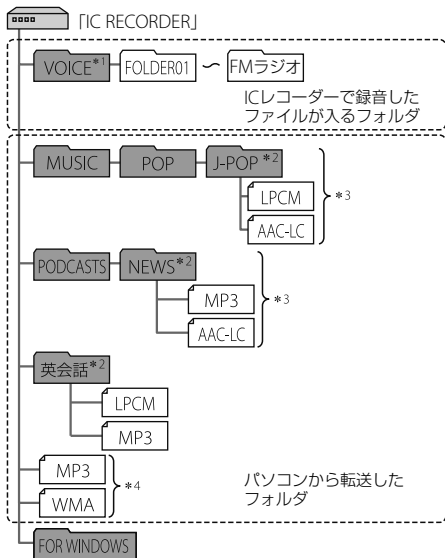 「IC RECORDER」
VOICE*1 FOLDER01 ~ FMラジオ
ICレコーダーで録音した
ファイルが入るフォルダ
MUSIC POP J-POP*2
LPCM
AAC-LC
*3
PODCASTS NEWS*2
MP3
AAC-LC
*3
英会話*2
LPCM
MP3
MP3
WMA
*4
パソコンから転送した
フォルダ
FOR WINDOWS